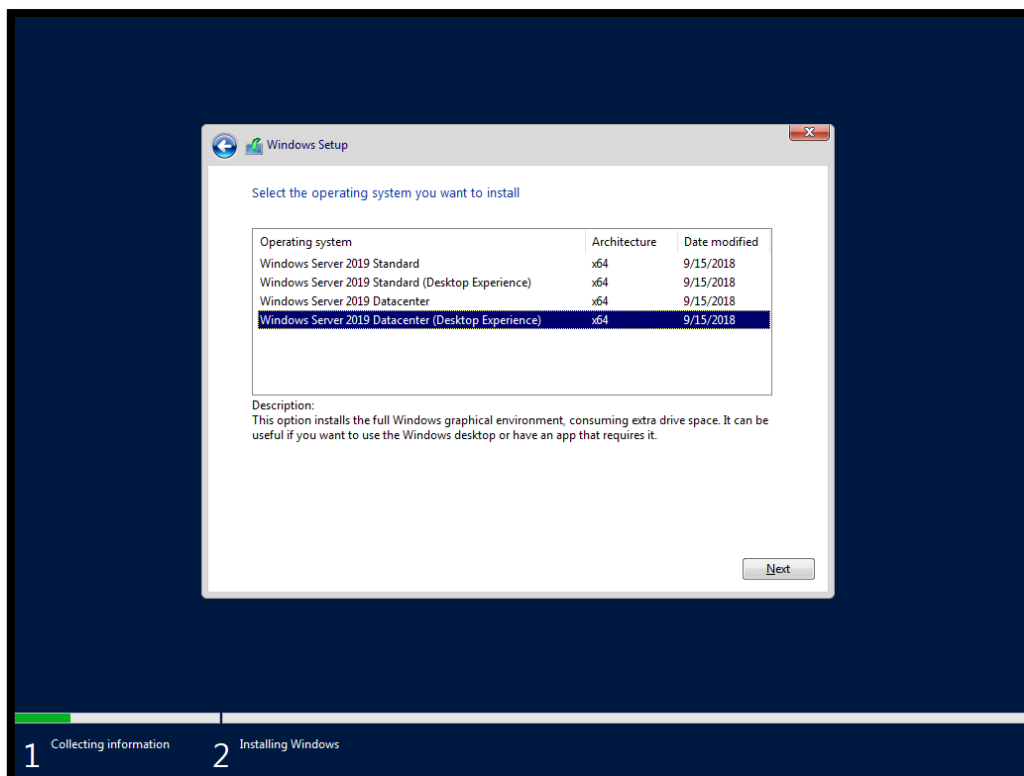 Windows Setup
Select the operating system you want to install
Operating system Architecture Date modified
Windows Server 2019 Standard x64 9/15/2018
Windows Server 2019 Standard (Desktop Experience) x64 9/15/2018
Windows Server 2019 Datacenter x64 9/15/2018
Windows Server 2019 Datacenter (Desktop Experience) x64 9/15/2018
Description:
This option installs the full Windows graphical environment, consuming extra drive space. It can be
useful if you want to use the Windows desktop or have an app that requires it.
Next
1 Collecting information 2 Installing Windows